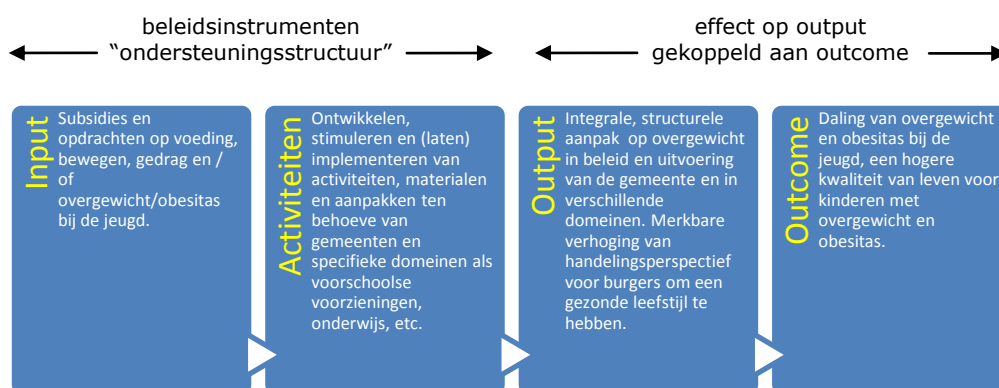 beleidsinstrumenten
“ondersteuningsstructuur”
effect op output
gekoppeld aan outcome
Input
Subsidies en
opdrachten op voeding,
bewegen, gedrag en /
of
overgewicht/obesitas
bij de jeugd.
Activiteiten
Ontwikkelen,
stimuleren en (laten)
implementeren van
activiteiten, materialen
en aanpakken ten
behoeve van
gemeenten en
specifieke domeinen als
voorschoolse
voorzieningen,
onderwijs, etc.
Output
Integrale, structurele
aanpak op overgewicht
in beleid en uitvoering
van de gemeente en in
verschillende
domeinen. Merkbare
verhoging van
handelingsperspectief
voor burgers om een
gezonde leefstijl te
hebben.
Outcome
Daling van overgewicht
en obesitas bij de
jeugd, een hogere
kwaliteit van leven voor
kinderen met
overgewicht en
obesitas.